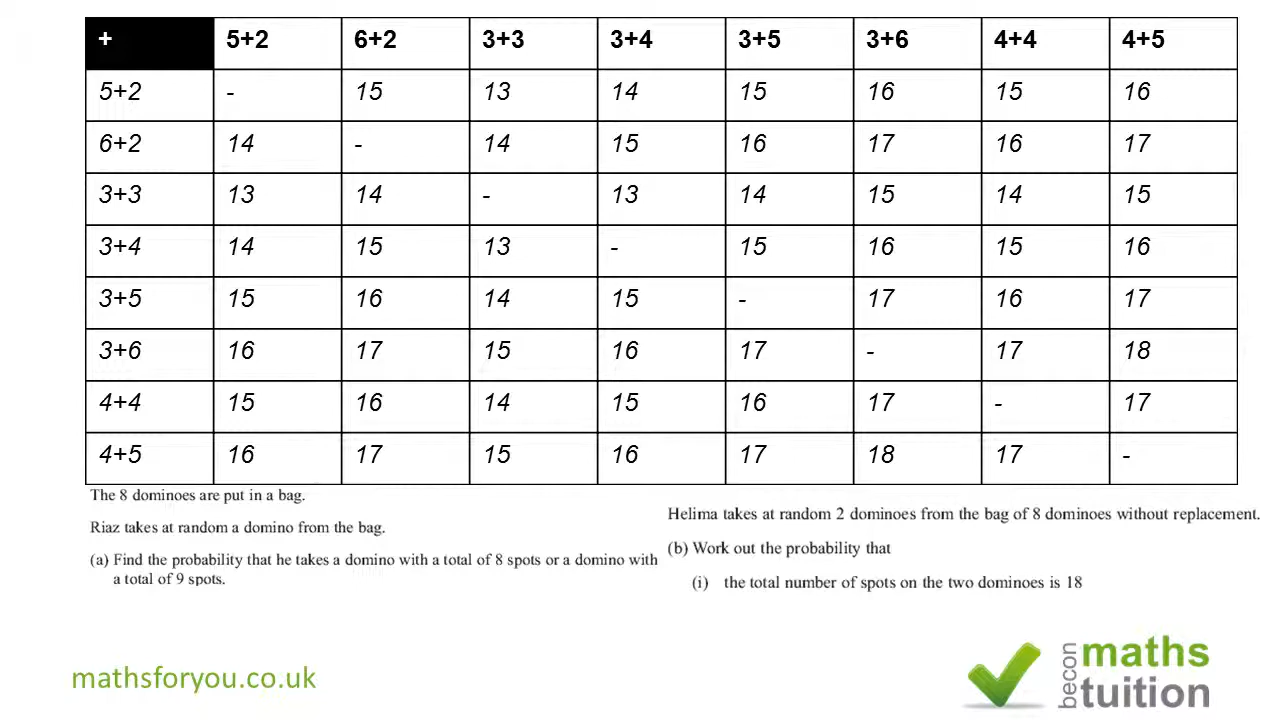 + 5+2 6+2 3+3 3+4 3+5 3+6 4+4 4+5
5+2 - 15 13 14 15 16 15 16
6+2 14 - 14 15 16 17 16 17
3+3 13 14 - 13 14 15 14 15
3+4 14 15 13 - 15 16 15 16
3+5 15 16 14 15 - 17 16 17
3+6 16 17 15 16 17 - 17 18
4+4 15 16 14 15 16 17 - 17
4+5 16 17 15 16 17 18 17 -
The 8 dominoes are put in a bag.
Riaz takes at random a domino from the bag.
(a) Find the probability that he takes a domino with a total of 8 spots or a domino with
a total of 9 spots.
Helima takes at random 2 dominoes from the bag of 8 dominoes without replacement.
(b) Work out the probability that
(i) the total number of spots on the two dominoes is 18
mathsforyou.co.uk
becon
maths
tuition